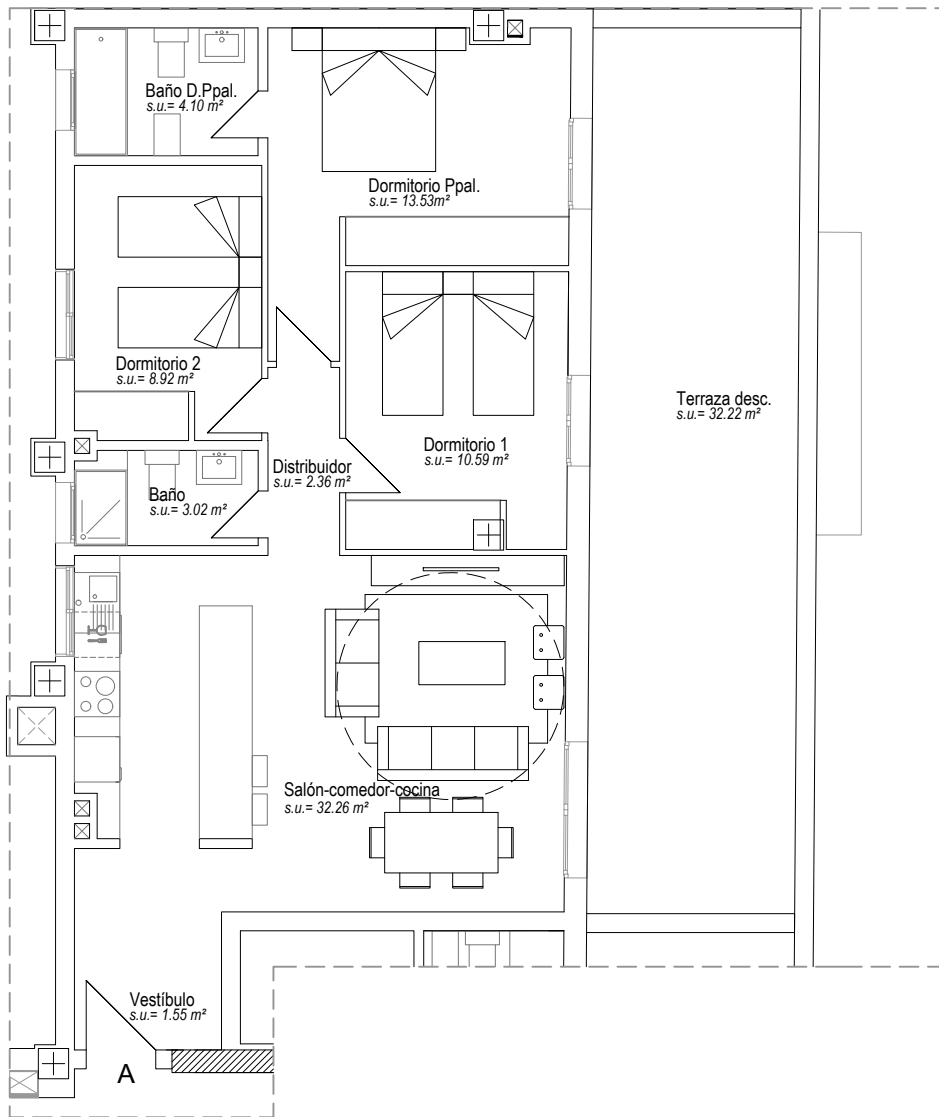 Baño D.Ppal.
s.u.= 4.10 m²
Dormitorio Ppal.
s.u.= 13.53m²
Dormitorio 2
s.u.= 8.92 m²
Terraza desc.
s.u.= 32.22 m²
Dormitorio 1
s.u.= 10.59 m²
Distribuidor
s.u.= 2.36 m²
Baño
s.u.= 3.02 m²
Salón-comedor-cocina
s.u.= 32.26 m²
Vestíbulo
s.u.= 1.55 m²
A